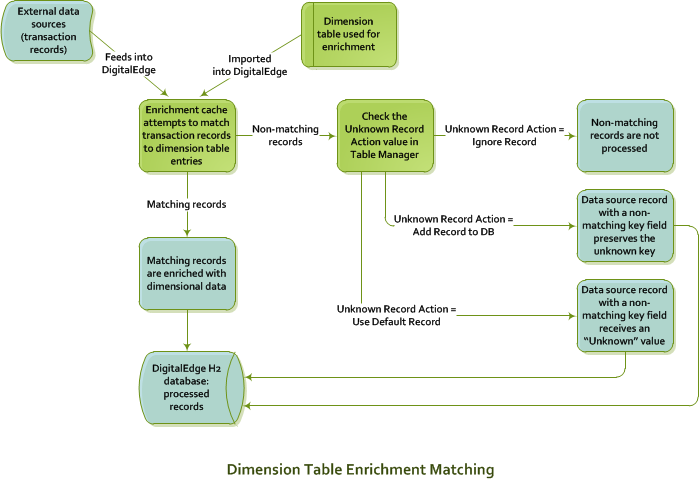 External data
sources
(transaction
records)
Dimension
table used for
enrichment
Feeds into
DigitalEdge
Imported
into DigitalEdge
Enrichment cache
attempts to match
transaction records
to dimension table
entries
Non-matching
records
Check the
Unknown Record
Action value in
Table Manager
Unknown Record Action =
Ignore Record
Non-matching
records are not
processed
Matching records
Unknown Record Action =
Add Record to DB
Data source record
with a non-
matching key field
preserves the
unknown key
Matching records
are enriched with
dimensional data
Unknown Record Action =
Use Default Record
Data source record
with a non-
matching key field
receives an
“Unknown” value
DigitalEdge H2
database:
processed
records
Dimension Table Enrichment Matching